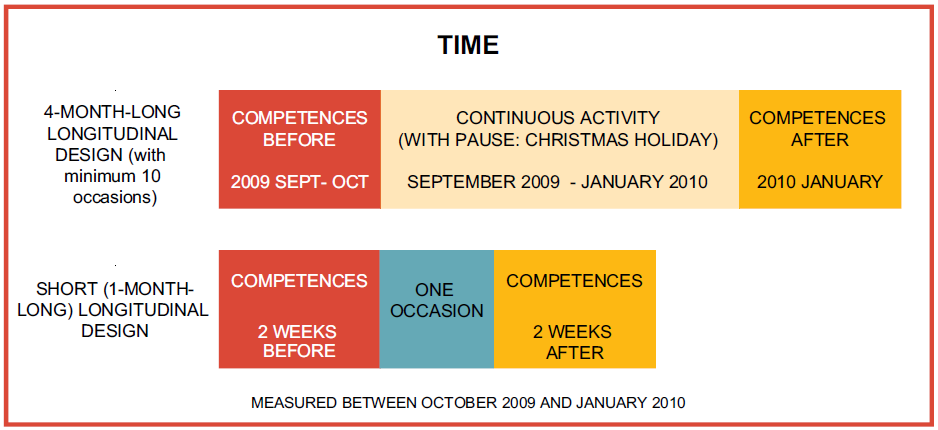 TIME
4-MONTH-LONG
LONGITUDINAL
DESIGN (with
minimum 10
occasions)
COMPETENCES
BEFORE
2009 SEPT- OCT
CONTINUOUS ACTIVITY
(WITH PAUSE: CHRISTMAS HOLIDAY)
SEPTEMBER 2009 - JANUARY 2010
COMPETENCES
AFTER
2010 JANUARY
SHORT (1-MONTH-
LONG) LONGITUDINAL
DESIGN
COMPETENCES
2 WEEKS
BEFORE
ONE
OCCASION
COMPETENCES
2 WEEKS
AFTER
MEASURED BETWEEN OCTOBER 2009 AND JANUARY 2010